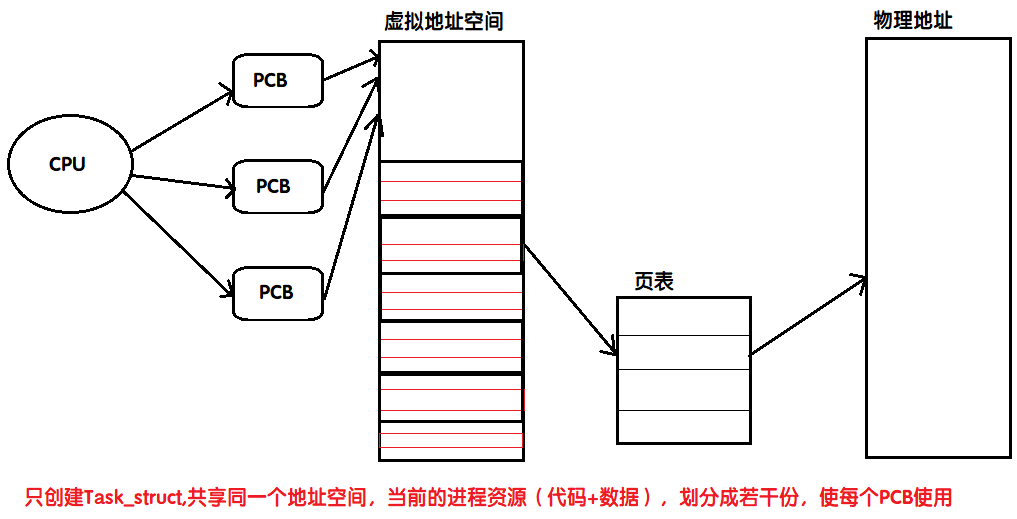 虚拟地址空间
物理地址
PCB
CPU
PCB
PCB
页表
只创建Task_struct,共享同一个地址空间，当前的进程资源（代码+数据），划分成若干份，使每个PCB使用